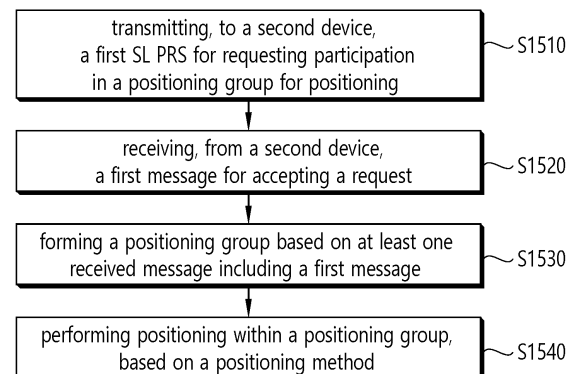 transmitting, to a second device,
a first SL PRS for requesting participation
in a positioning group for positioning
S1510
receiving, from a second device,
a first message for accepting a request
S1520
forming a positioning group based on at least one
received message including a first message
S1530
performing positioning within a positioning group,
based on a positioning method
S1540